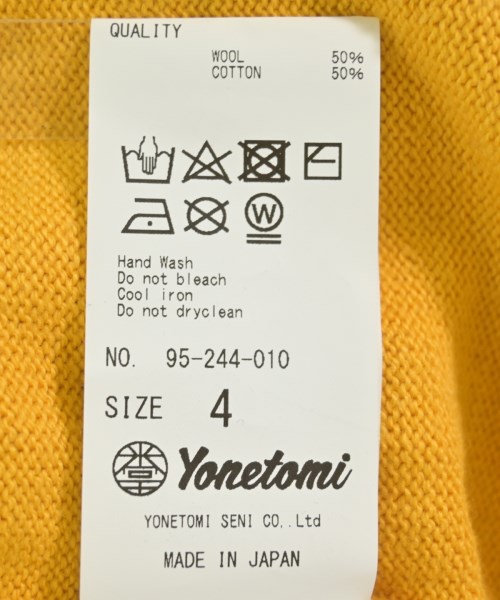 QUALITY
WOOL 50%
COTTON 50%
W
Hand Wash
Do not bleach
Cool iron
Do not dryclean
NO. 95-244-010
SIZE 4
Yonetomi
YONETOMI SENI CO,.Ltd
MADE IN JAPAN